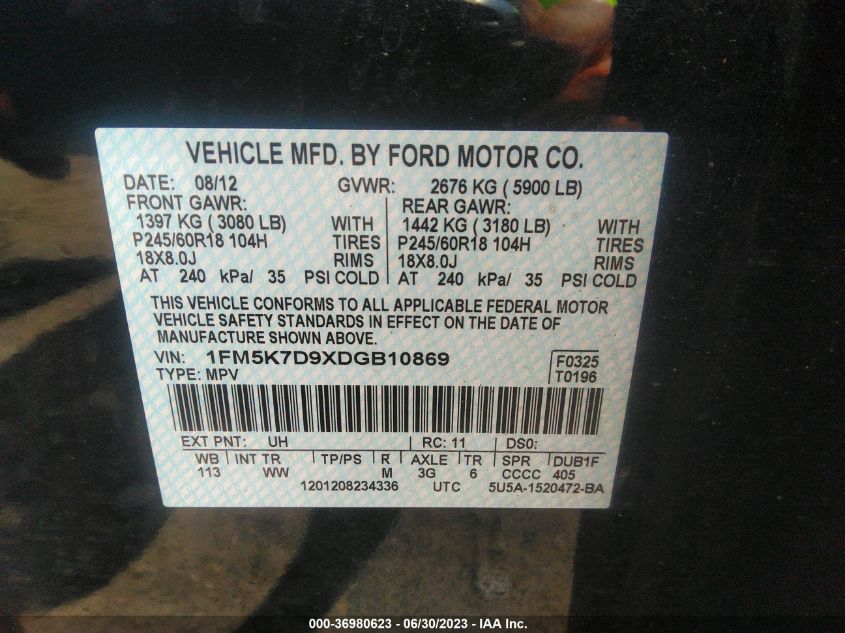 VEHICLE MFD. BY FORD MOTOR CO.
DATE: 08/12 GVWR: 2676 KG ( 5900 LB)
FRONT GAWR: REAR GAWR:
1397 KG ( 3080 LB) WITH 1442 KG ( 3180 LB) WITH
P245/60R18 104H TIRES P245/60R18 104H TIRES
18X8.0J RIMS 18X8.0J RIMS
AT 240 kPa/ 35 PSI COLD AT 240 kPa/ 35 PSI COLD
THIS VEHICLE CONFORMS TO ALL APPLICABLE FEDERAL MOTOR
VEHICLE SAFETY STANDARDS IN EFFECT ON THE DATE OF
MANUFACTURE SHOWN ABOVE.
VIN: 1FM5K7D9XDGB10869 F0325
TYPE: MPV T0196
EXT PNT: UH RC: 11 DSO:
WB INT TR TP/PS R AXLE TR SPR DUB1F
113 WW M 3G 6 CCCC 405
1201208234336 UTC 5U5A-1520472-BA
000-36980623 - 06/30/2023 - IAA Inc.